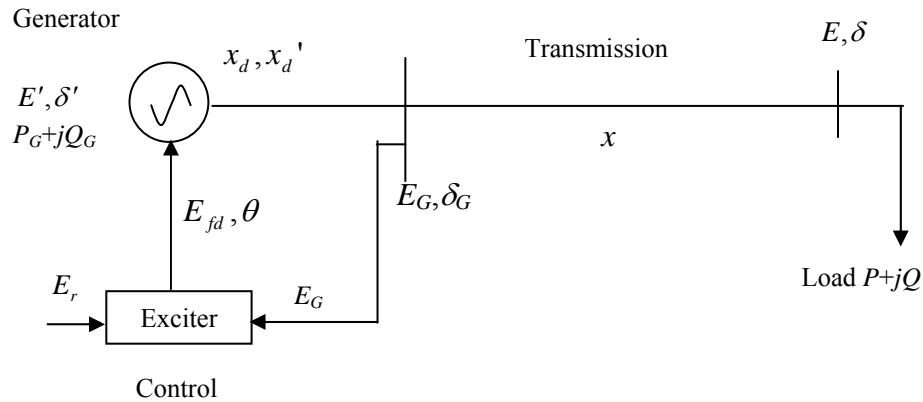 Generator
E', δ'
P_G+jQ_G
x_d, x_d'
Transmission
E, δ
x
E_G, δ_G
E_fd, θ
E_r
E_G
Exciter
Load P+jQ
Control